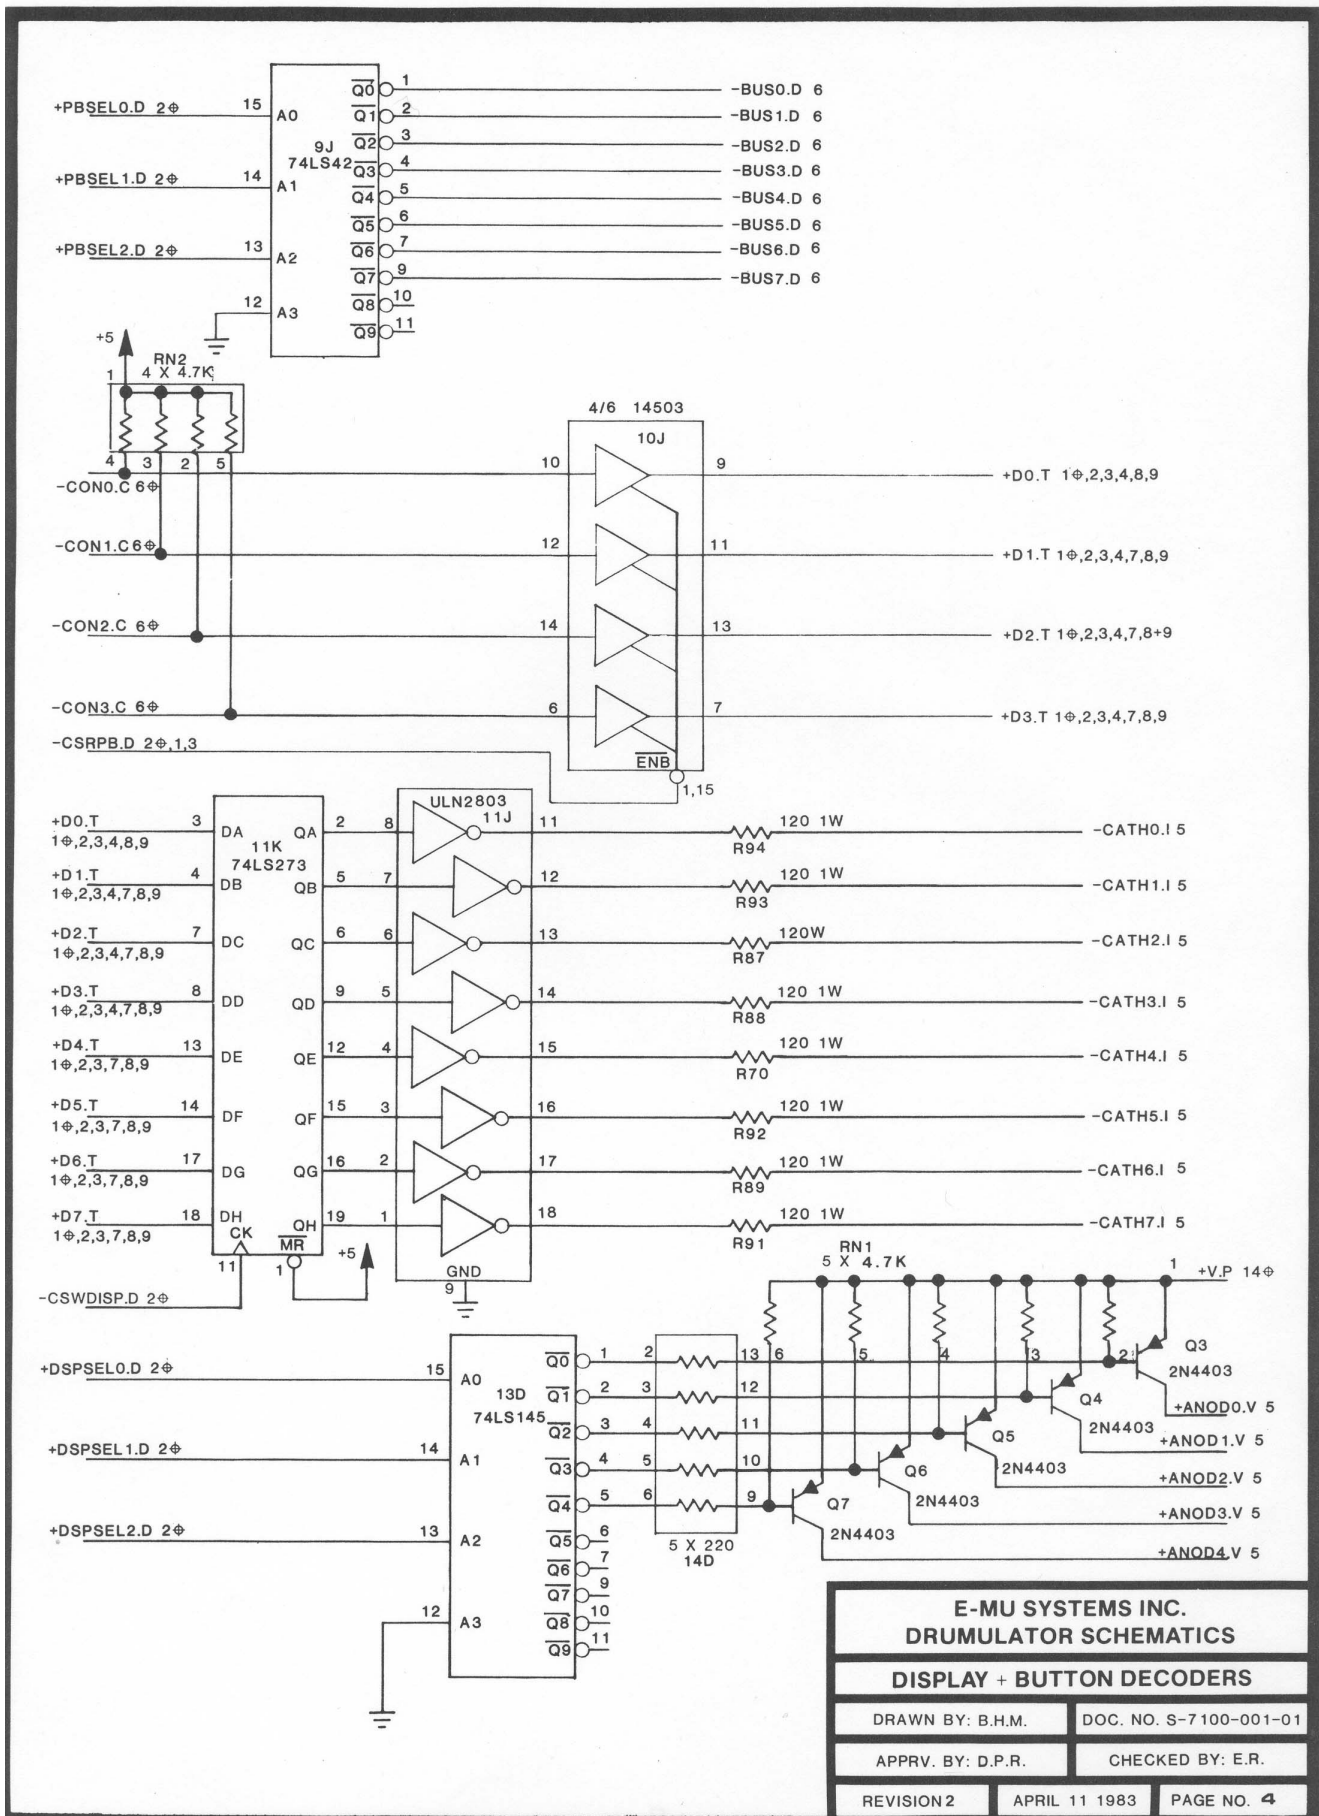 +PBSEL0.D 2⌽ 15 A0 Q0 1 -BUS0.D 6
Q1 2 -BUS1.D 6
9J
74LS42
Q2 3 -BUS2.D 6
+PBSEL1.D 2⌽ 14 A1 Q3 4 -BUS3.D 6
Q4 5 -BUS4.D 6
Q5 6 -BUS5.D 6
+PBSEL2.D 2⌽ 13 A2 Q6 7 -BUS6.D 6
Q7 9 -BUS7.D 6
12 A3 Q8 10
Q9 11
+5
RN2
1 4 X 4.7K
4 3 2 5
4/6 14503
10J
-CON0.C 6⌽ 10 9 +D0.T 1⌽,2,3,4,8,9
-CON1.C 6⌽ 12 11 +D1.T 1⌽,2,3,4,7,8,9
-CON2.C 6⌽ 14 13 +D2.T 1⌽,2,3,4,7,8+9
-CON3.C 6⌽ 6 7 +D3.T 1⌽,2,3,4,7,8,9
-CSRPB.D 2⌽,1,3 ENB
1,15
ULN2803
11J
11K
74LS273
+D0.T 3 DA QA 2 8 11 120 1W -CATH0.I 5
1⌽,2,3,4,8,9 R94
+D1.T 4 DB QB 5 7 12 120 1W -CATH1.I 5
1⌽,2,3,4,7,8,9 R93
+D2.T 7 DC QC 6 6 13 120W -CATH2.I 5
1⌽,2,3,4,7,8,9 R87
+D3.T 8 DD QD 9 5 14 120 1W -CATH3.I 5
1⌽,2,3,4,7,8,9 R88
+D4.T 13 DE QE 12 4 15 120 1W -CATH4.I 5
1⌽,2,3,7,8,9 R70
+D5.T 14 DF QF 15 3 16 120 1W -CATH5.I 5
1⌽,2,3,7,8,9 R92
+D6.T 17 DG QG 16 2 17 120 1W -CATH6.I 5
1⌽,2,3,7,8,9 R89
+D7.T 18 DH QH 19 1 18 120 1W -CATH7.I 5
1⌽,2,3,7,8,9 R91
CK MR +5
11 1
GND
9
-CSWDISP.D 2⌽
RN1
5 X 4.7K
1 +V.P 14⌽
+DSPSEL0.D 2⌽ 15 A0 Q0 1 2 13 6 5 4 3 2 Q3
2N4403
13D
74LS145
Q1 2 3 12 Q4
2N4403
+ANOD0.V 5
Q2 3 4 11 Q5
2N4403
+ANOD1.V 5
+DSPSEL1.D 2⌽ 14 A1 Q3 4 5 10 Q6
2N4403
+ANOD2.V 5
Q4 5 6 9 Q7
2N4403
+ANOD3.V 5
+DSPSEL2.D 2⌽ 13 A2 Q5 6
5 X 220
14D
+ANOD4.V 5
Q6 7
Q7 9
12 A3 Q8 10
Q9 11
E-MU SYSTEMS INC.
DRUMULATOR SCHEMATICS
DISPLAY + BUTTON DECODERS
DRAWN BY: B.H.M. DOC. NO. S-7100-001-01
APPRV. BY: D.P.R. CHECKED BY: E.R.
REVISION 2 APRIL 11 1983 PAGE NO. 4